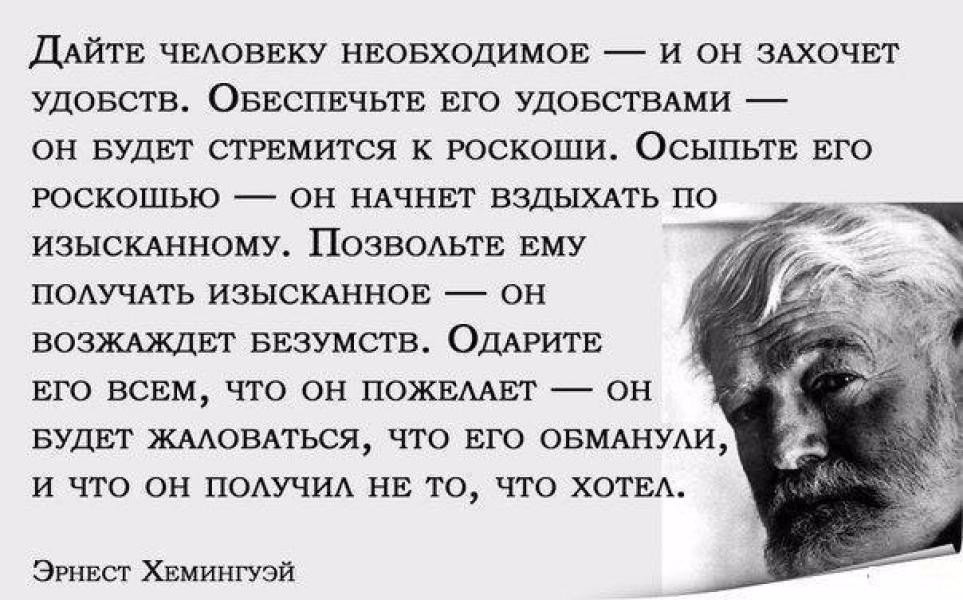 Дайте человеку необходимое — и он захочет
удобств. Обеспечьте его удобствами —
он будет стремится к роскоши. Осыпьте его
роскошью — он начнет вздыхать по
изысканному. Позвольте ему
получать изысканное — он
возжаждет безумств. Одарите
его всем, что он пожелает — он
будет жаловаться, что его обманули,
и что он получил не то, что хотел.
Эрнест Хемингуэй